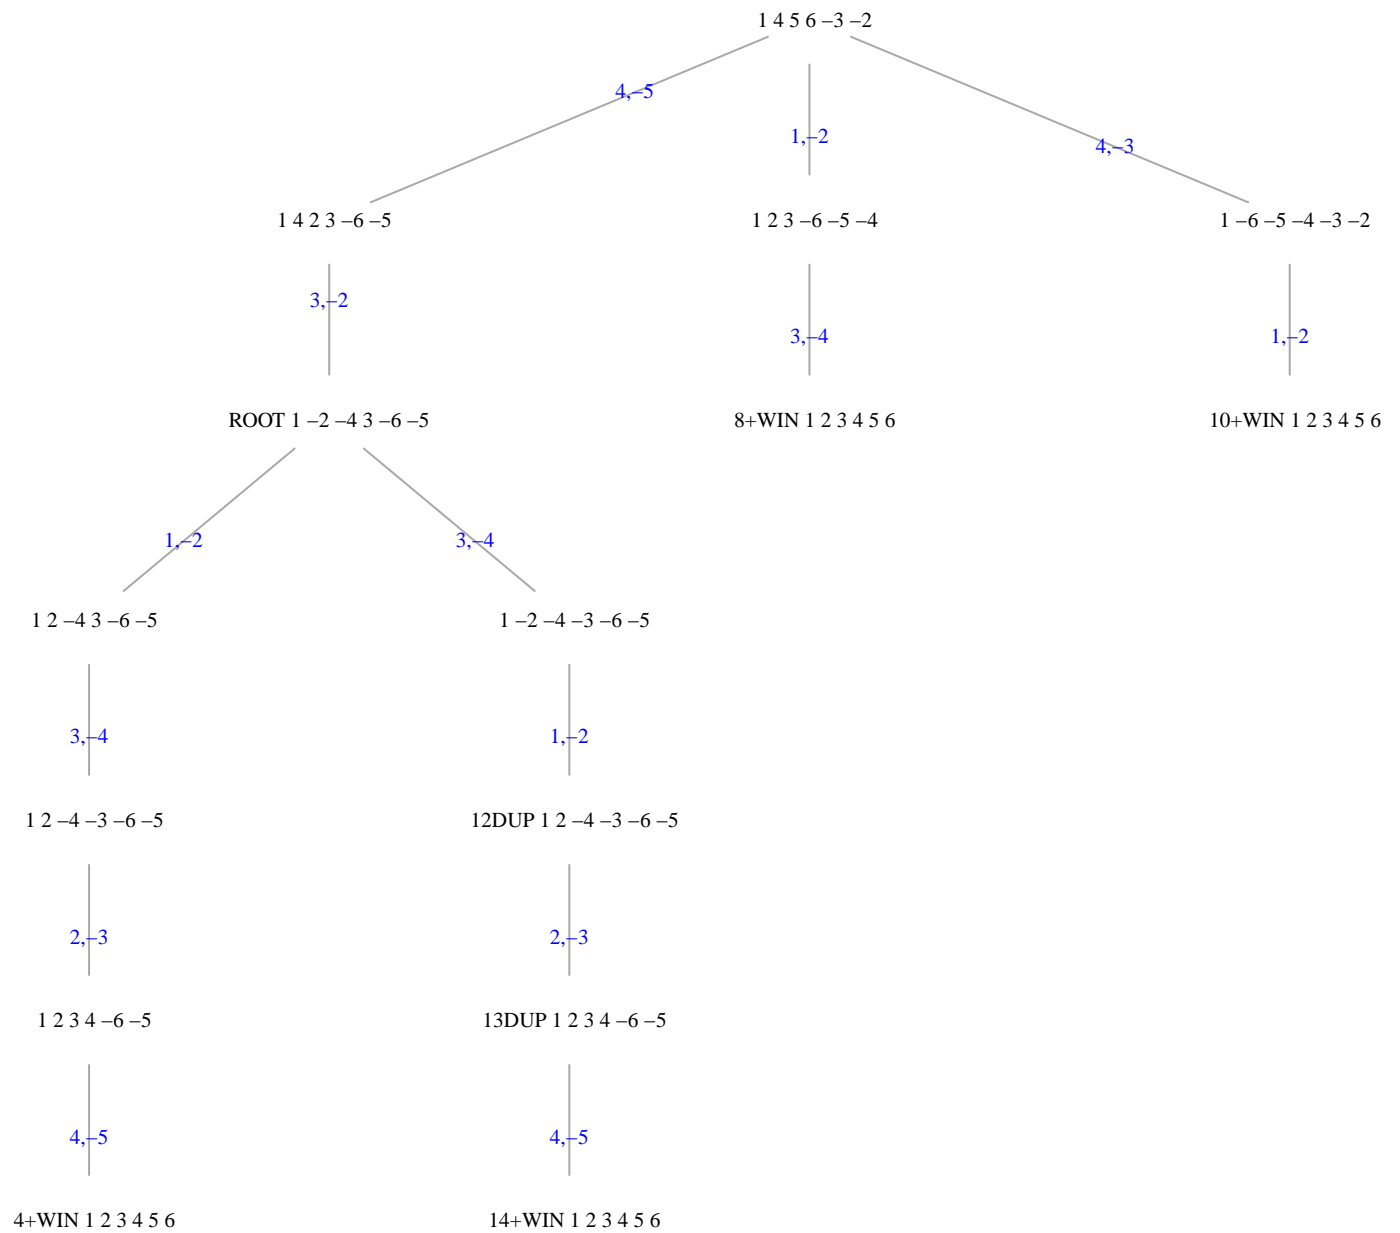 1 4 5 6 –3 –2
4,–5
1,–2
4,–3
1 4 2 3 –6 –5
1 2 3 –6 –5 –4
1 –6 –5 –4 –3 –2
3,–2
3,–4
1,–2
ROOT 1 –2 –4 3 –6 –5
8+WIN 1 2 3 4 5 6
10+WIN 1 2 3 4 5 6
1,–2
3,–4
1 2 –4 3 –6 –5
1 –2 –4 –3 –6 –5
3,–4
1,–2
1 2 –4 –3 –6 –5
12DUP 1 2 –4 –3 –6 –5
2,–3
2,–3
1 2 3 4 –6 –5
13DUP 1 2 3 4 –6 –5
4,–5
4,–5
4+WIN 1 2 3 4 5 6
14+WIN 1 2 3 4 5 6